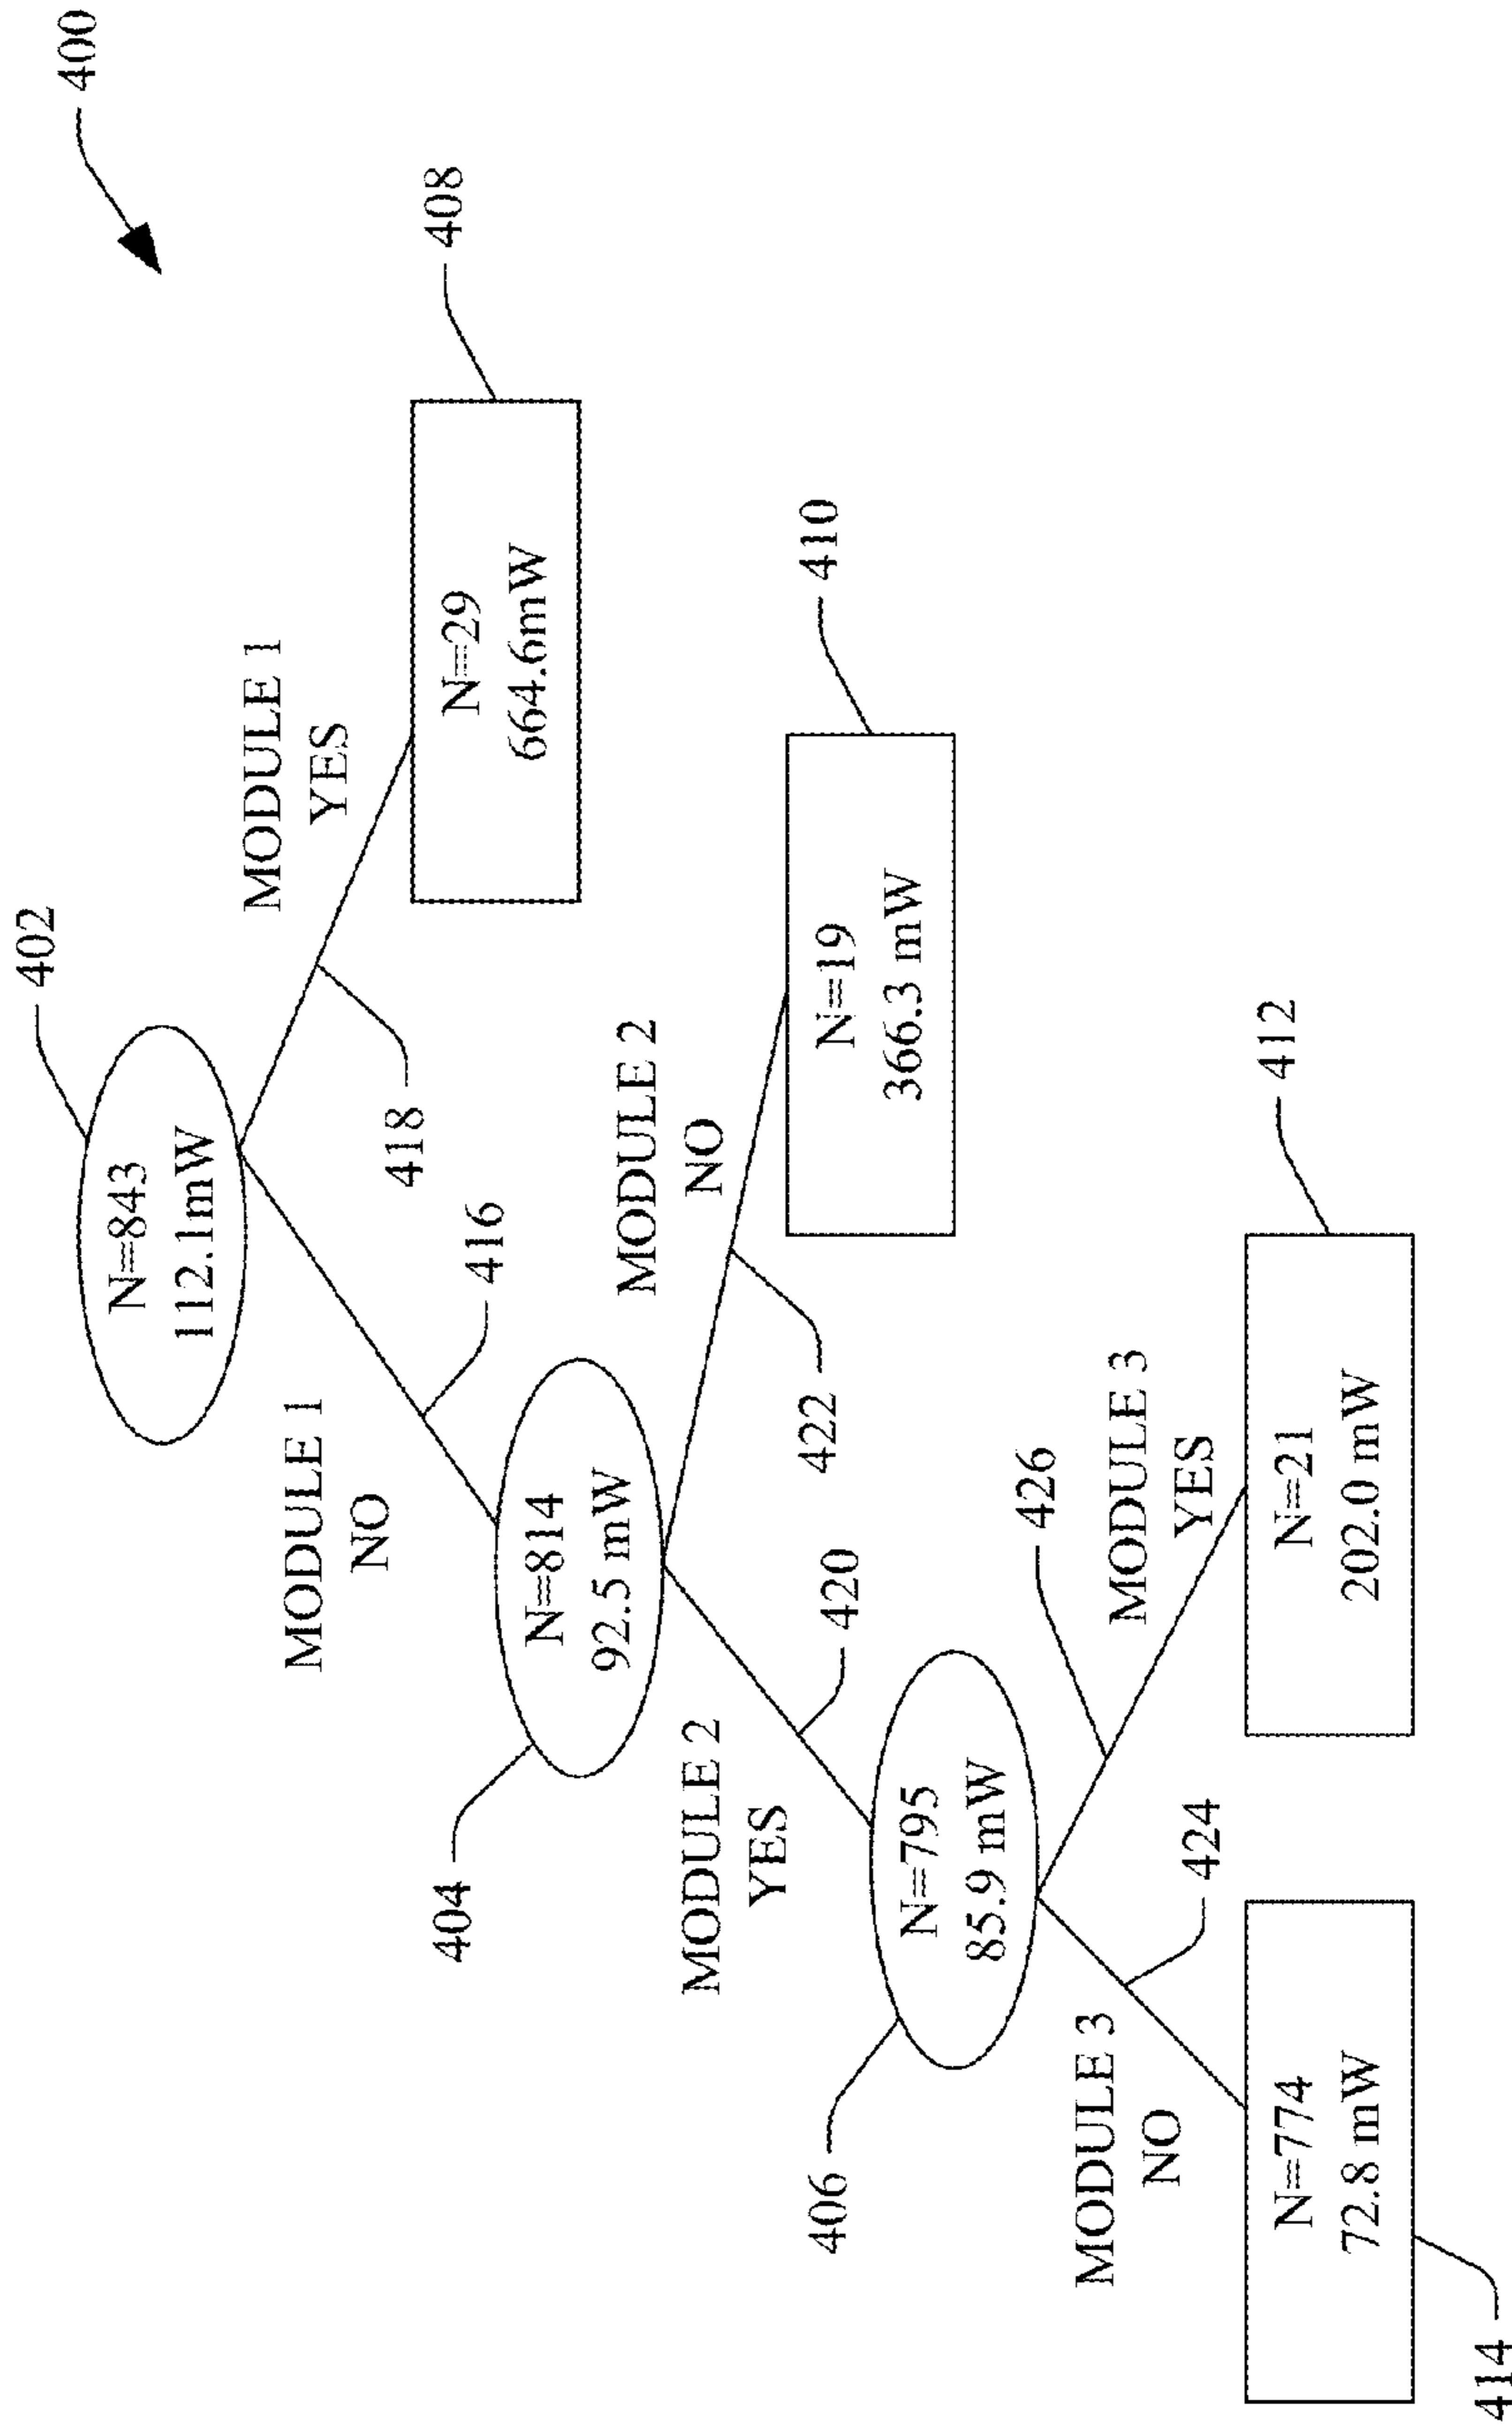 400
402
N=843
112.1mW
MODULE 1
NO
MODULE 1
YES
416
418
408
N=29
664.6mW
404
N=814
92.5 mW
MODULE 2
YES
MODULE 2
NO
420
422
410
N=19
366.3 mW
406
N=795
85.9 mW
MODULE 3
NO
MODULE 3
YES
424
426
412
N=21
202.0 mW
N=774
72.8 mW
414